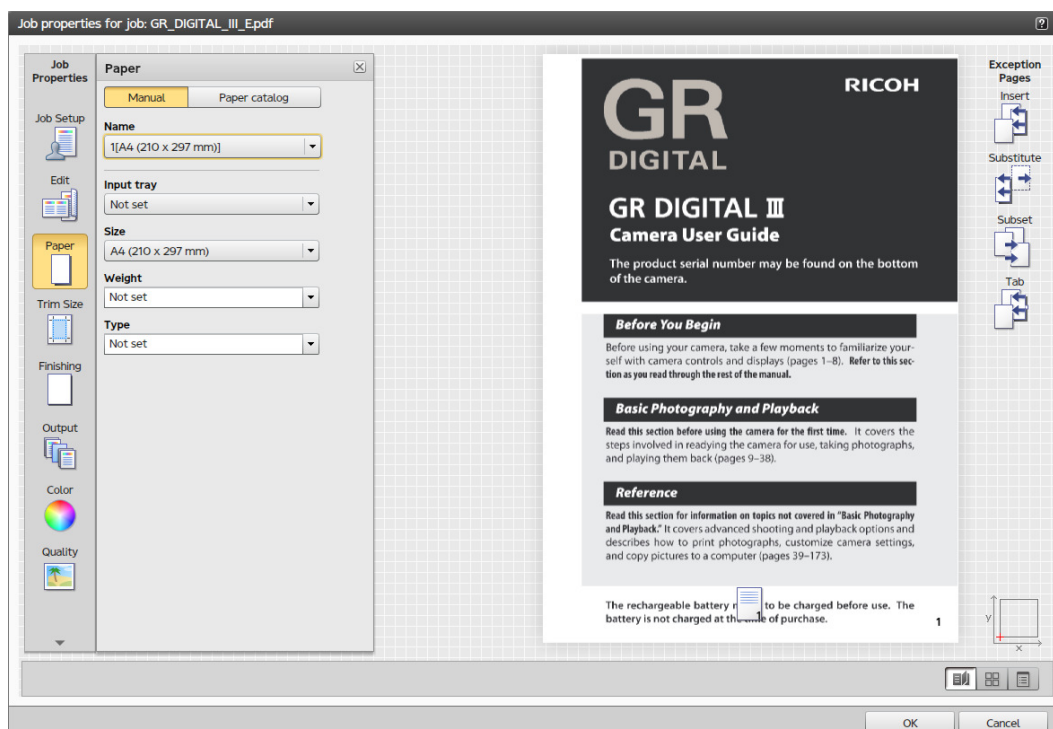 Job properties for job: GR_DIGITAL_III_E.pdf
?
Job
Properties
Job Setup
Edit
Paper
Trim Size
Finishing
Output
Color
Quality
Paper
Manual
Paper catalog
Name
1[A4 (210 x 297 mm)]
Input tray
Not set
Size
A4 (210 x 297 mm)
Weight
Not set
Type
Not set
GR
DIGITAL
RICOH
GR DIGITAL III
Camera User Guide
The product serial number may be found on the bottom
of the camera.
Before You Begin
Before using your camera, take a few moments to familiarize your-
self with camera controls and displays (pages 1–8). Refer to this sec-
tion as you read through the rest of the manual.
Basic Photography and Playback
Read this section before using the camera for the first time. It covers the
steps involved in readying the camera for use, taking photographs,
and playing them back (pages 9–38).
Reference
Read this section for information on topics not covered in “Basic Photography
and Playback.” It covers advanced shooting and playback options and
describes how to print photographs, customize camera settings,
and copy pictures to a computer (pages 39–173).
The rechargeable battery to be charged before use. The
battery is not charged at the of purchase.
1
1
Exception
Pages
Insert
Substitute
Subset
Tab
y
x
OK
Cancel